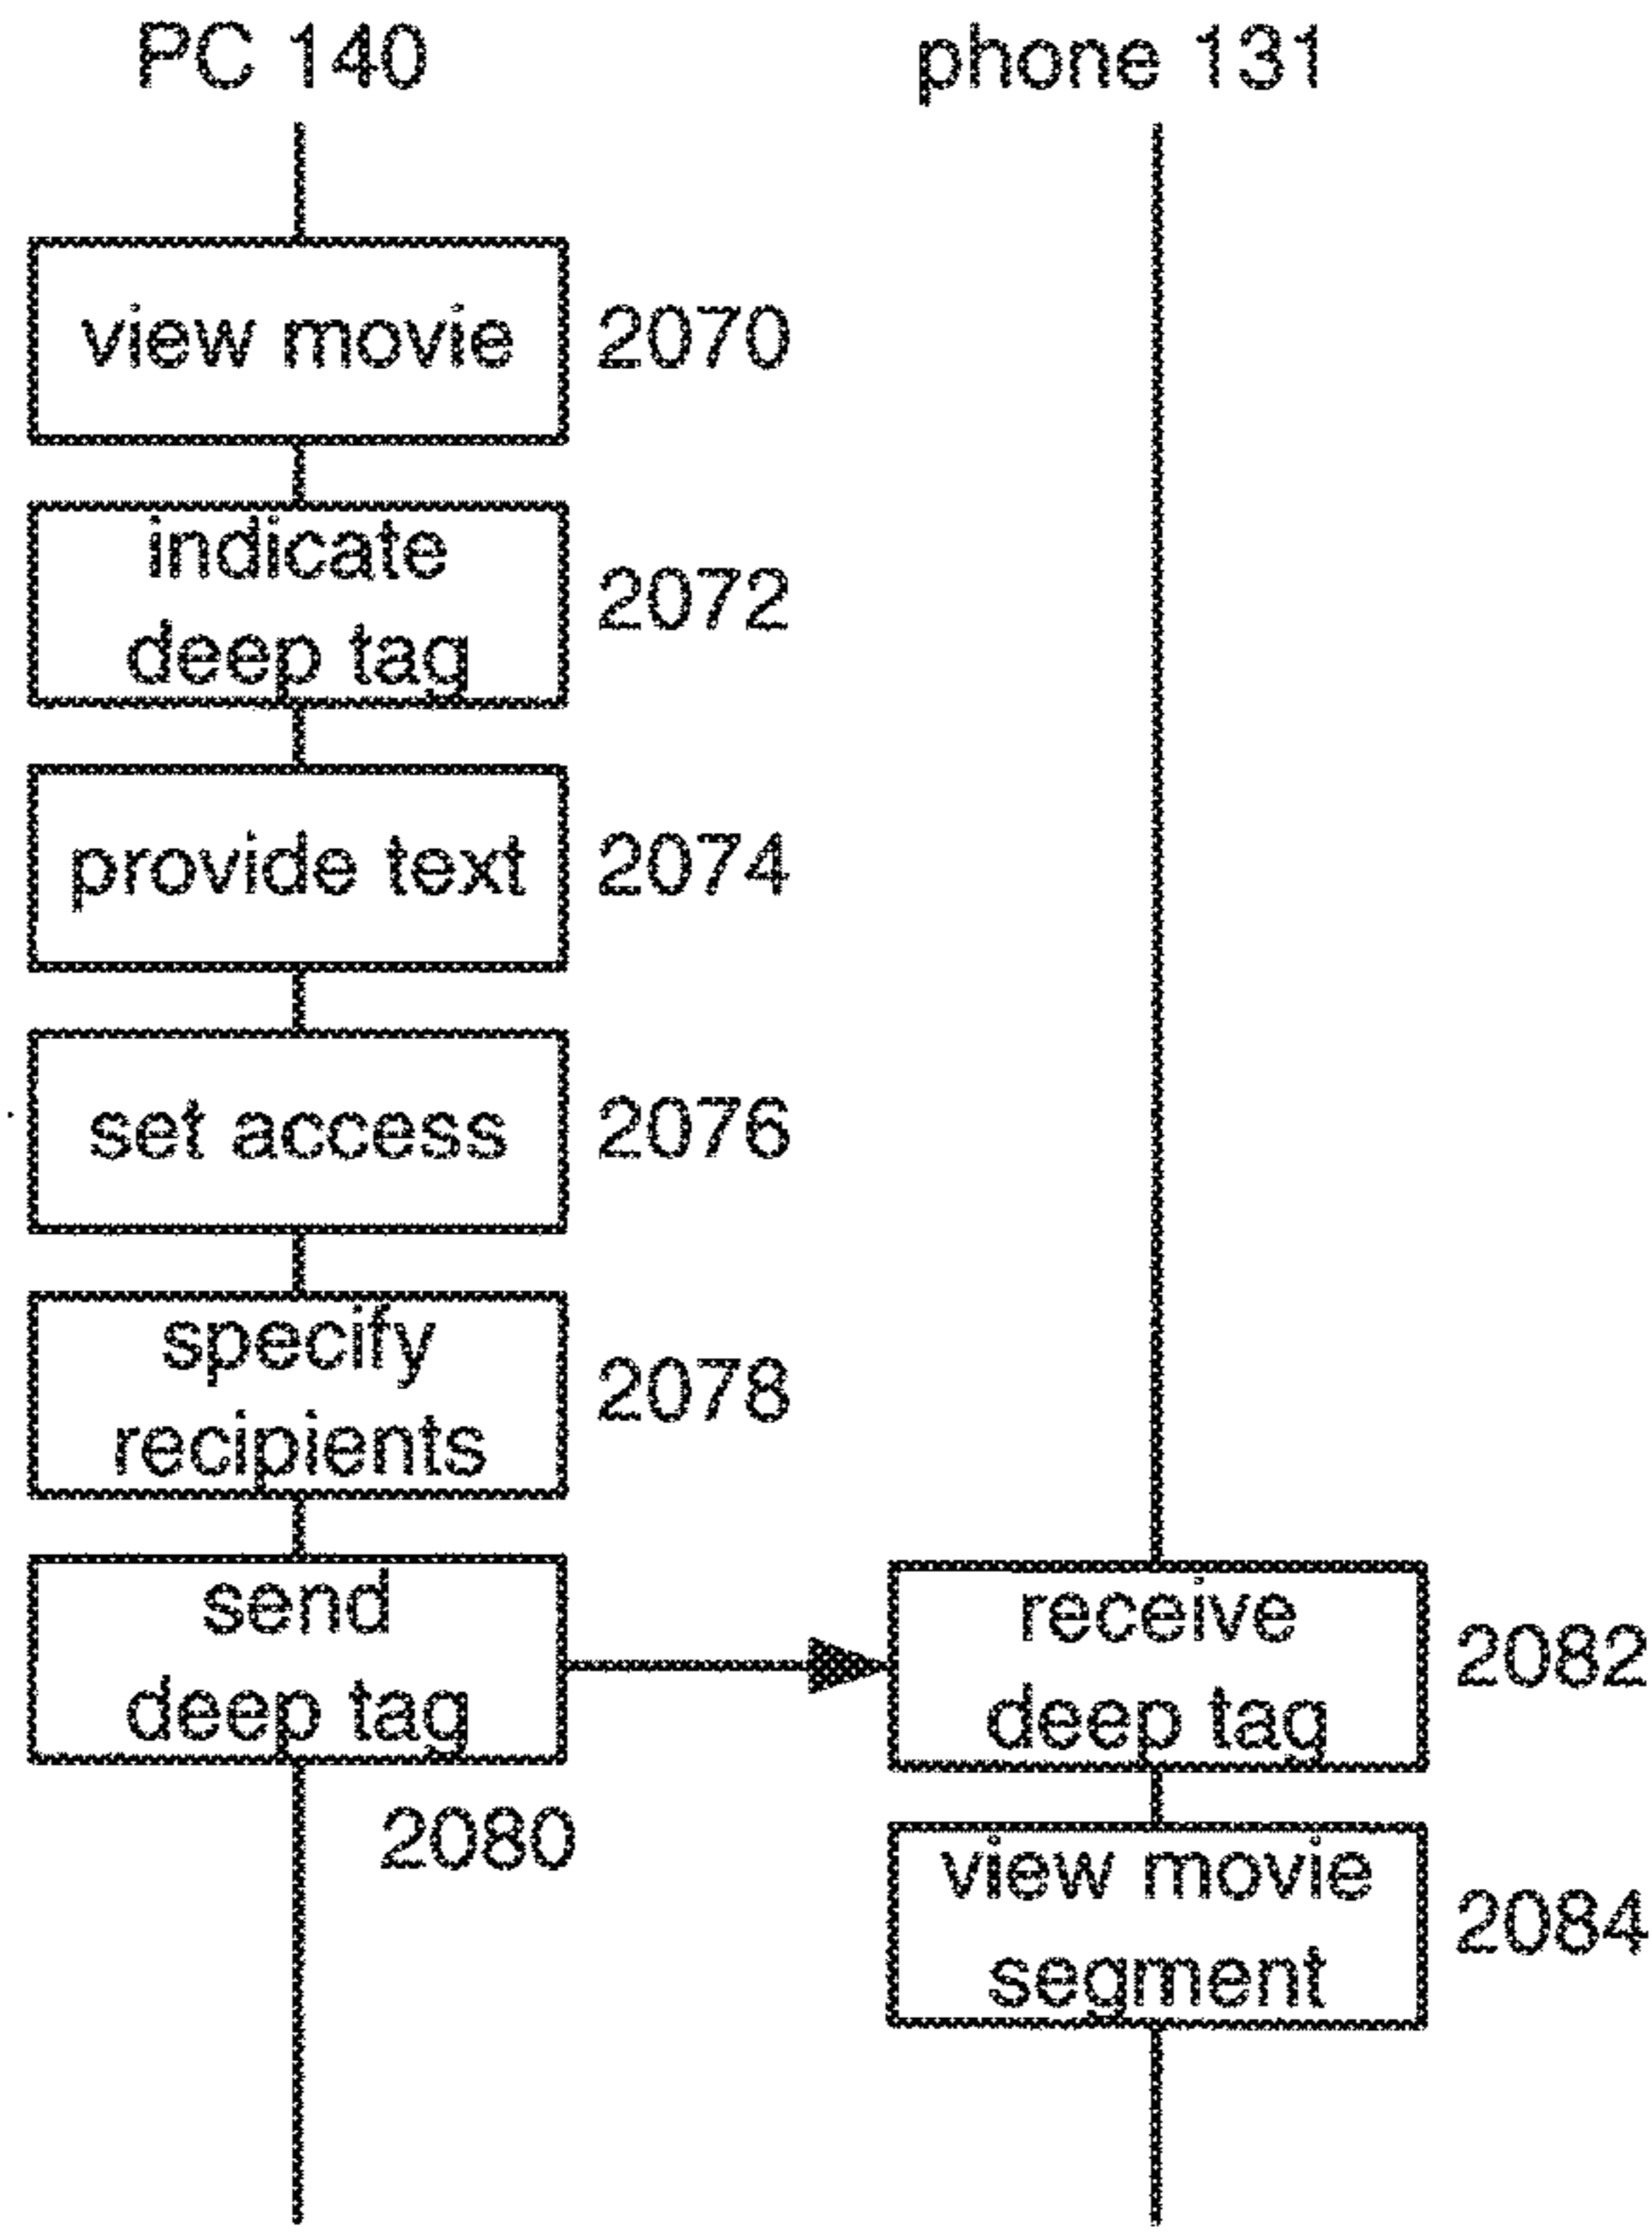 PC 140
phone 131
view movie
2070
indicate
deep tag
2072
provide text
2074
set access
2076
specify
recipients
2078
send
deep tag
2080
receive
deep tag
2082
view movie
segment
2084